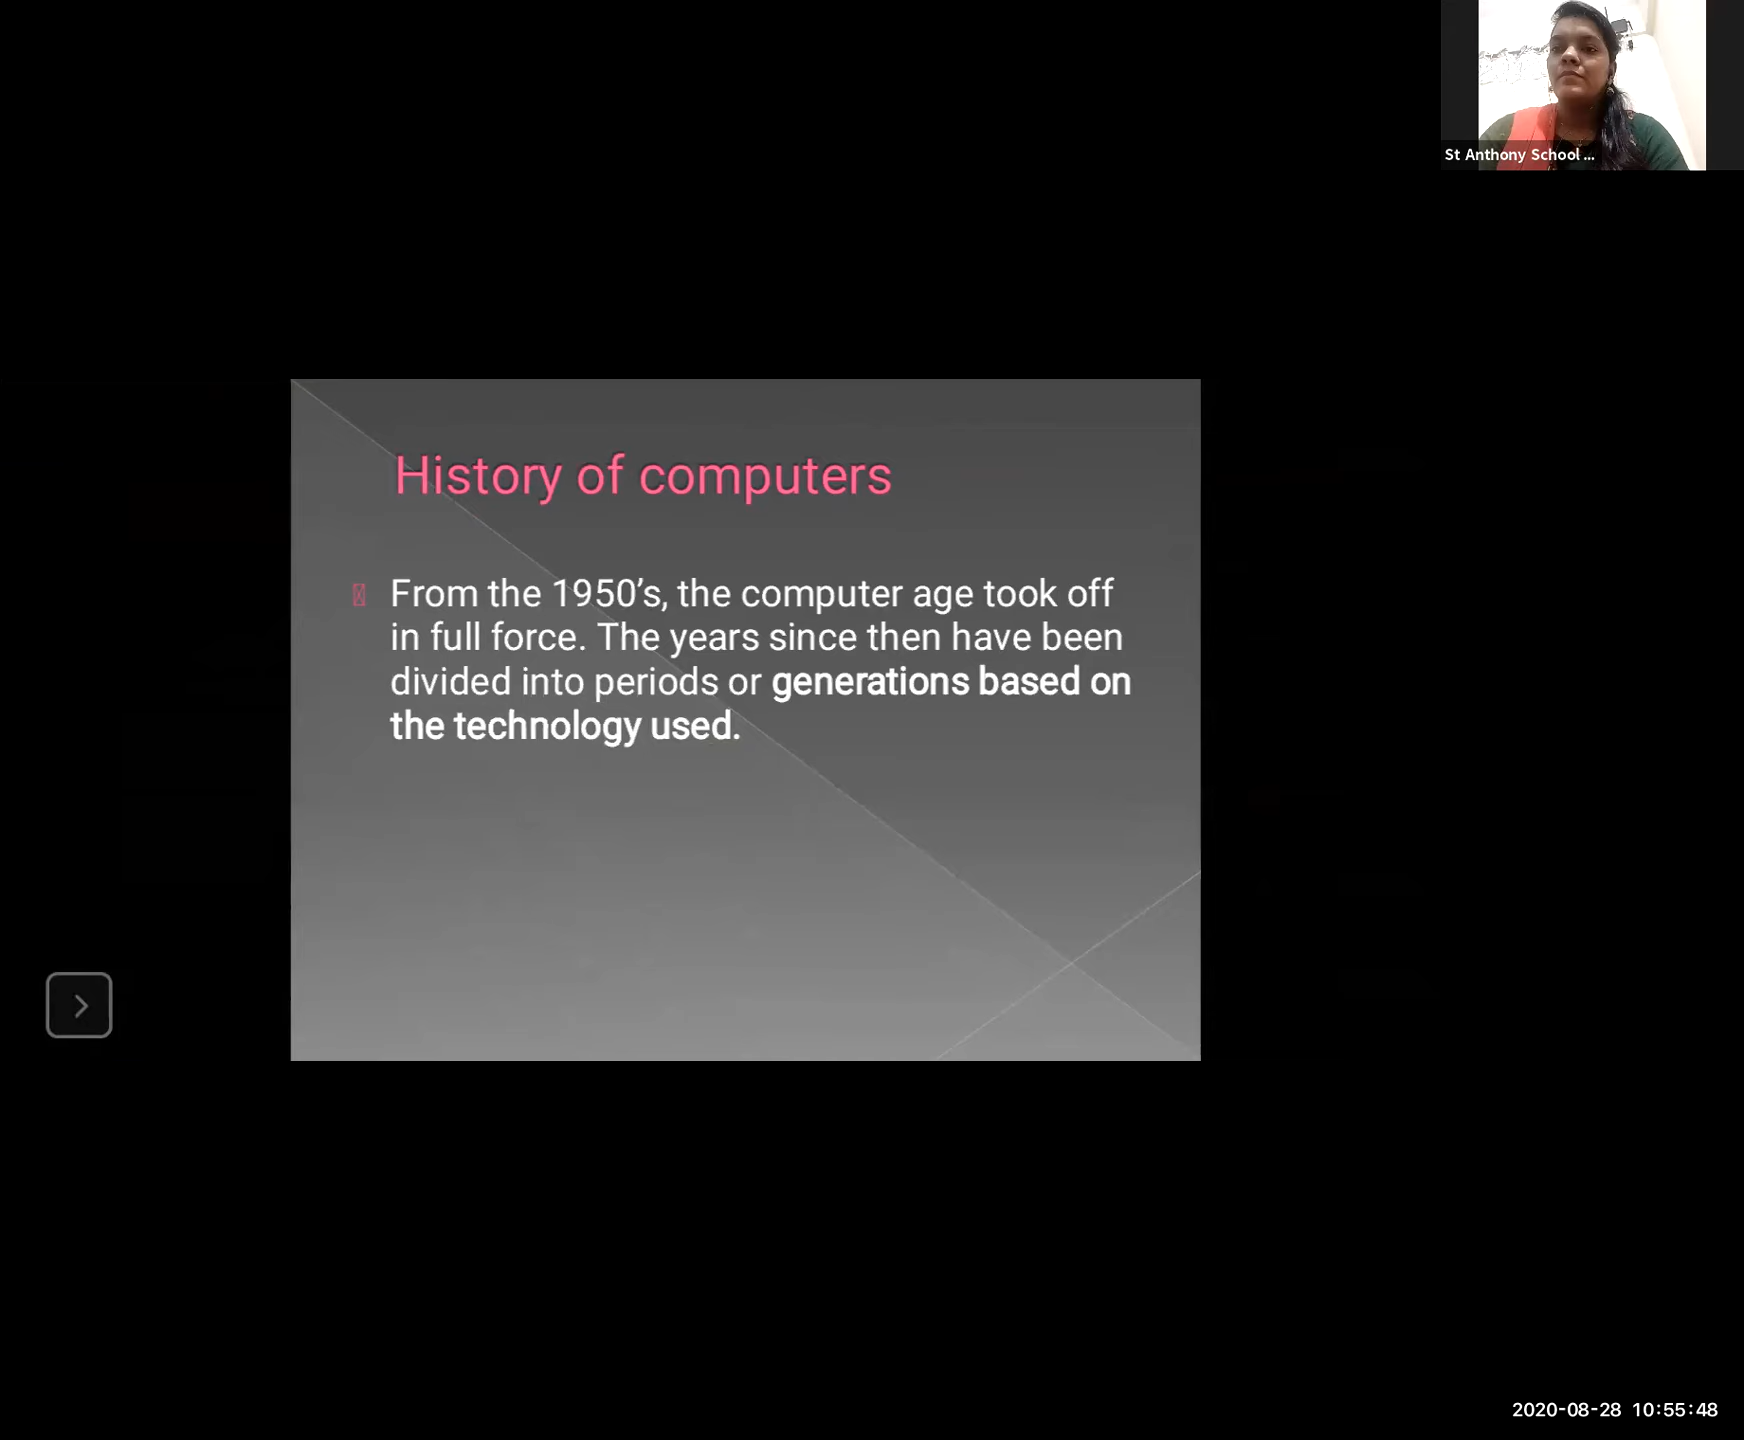 St Anthony School ...
History of computers
From the 1950’s, the computer age took off
in full force. The years since then have been
divided into periods or generations based on
the technology used.
2020-08-28 10:55:48